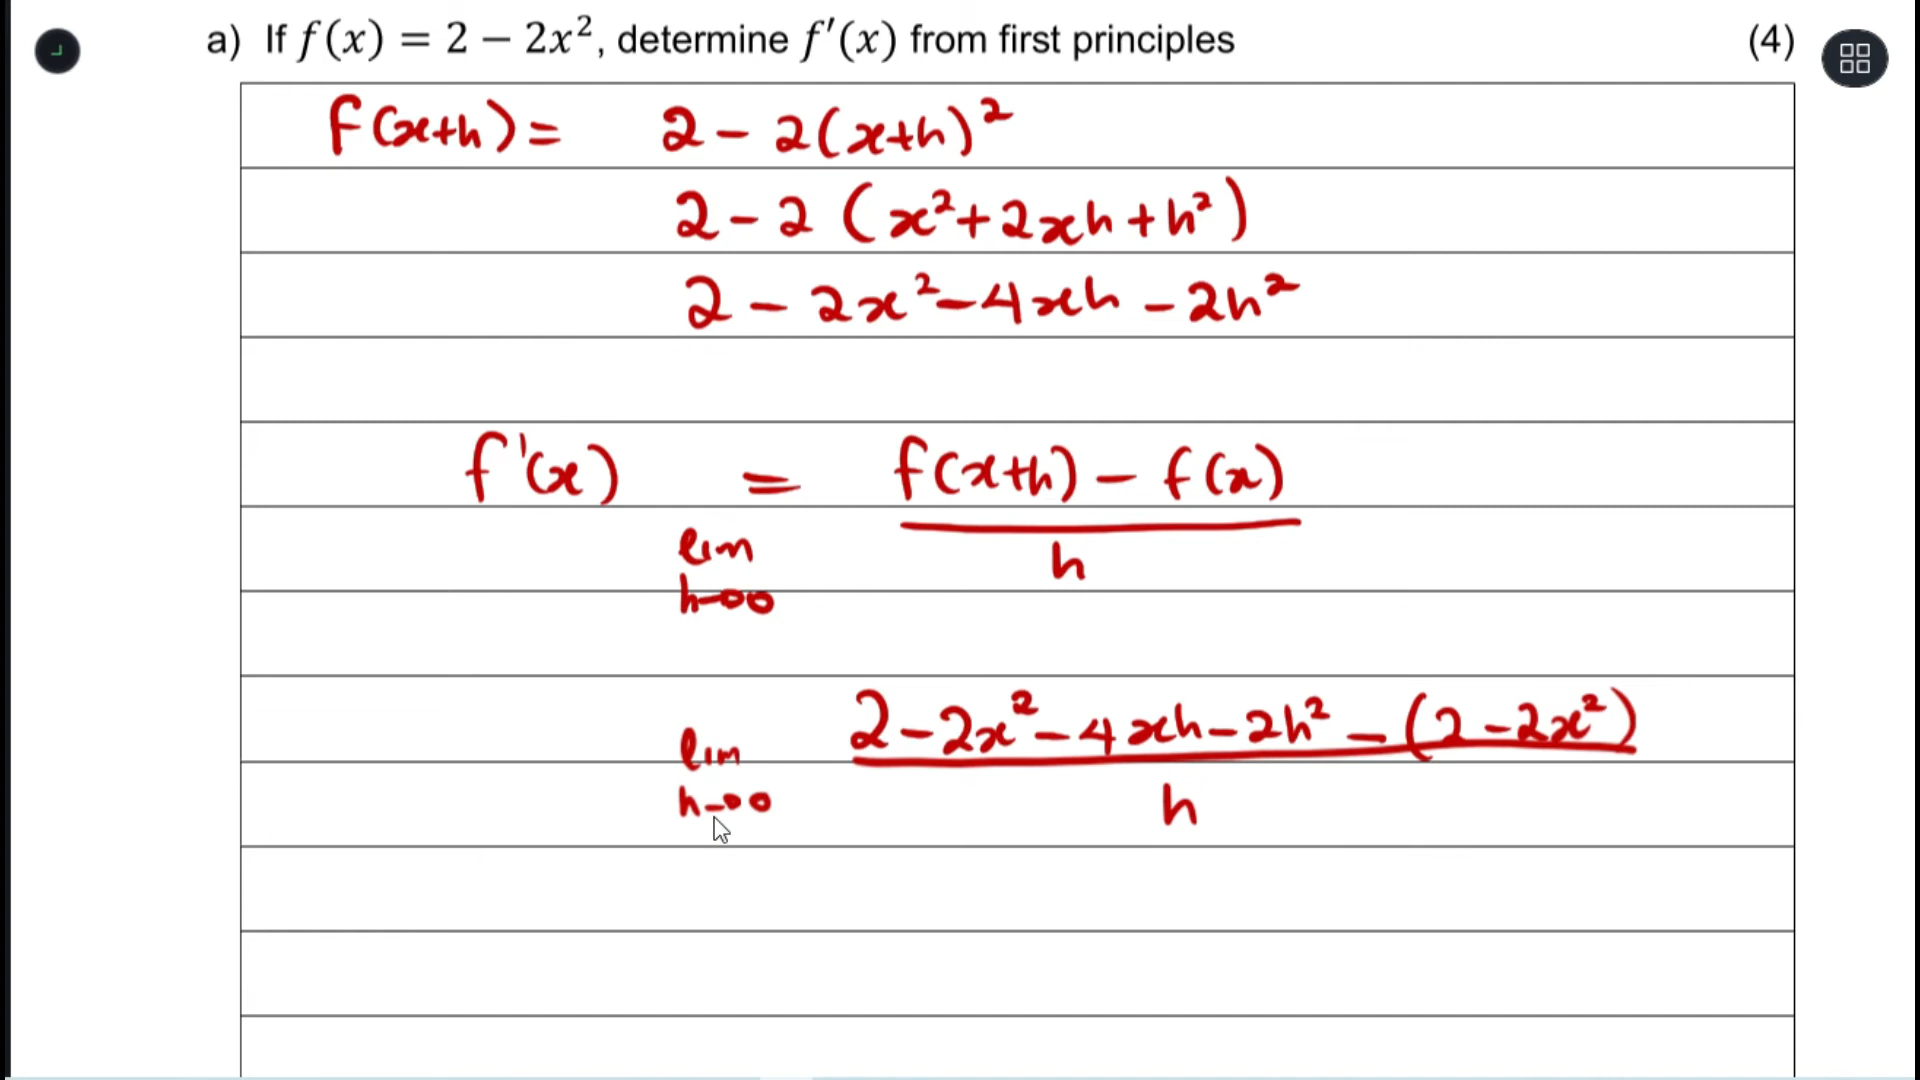 a) If f(x) = 2 − 2x², determine f′(x) from first principles (4)
f(x+h) = 2 − 2(x+h)²
2 − 2 (x² + 2xh + h²)
2 − 2x² − 4xh − 2h²
f'(x) = f(x+h) − f(x)
lim h
h→0
lim 2 − 2x² − 4xh − 2h² − (2 − 2x²)
h→0 h